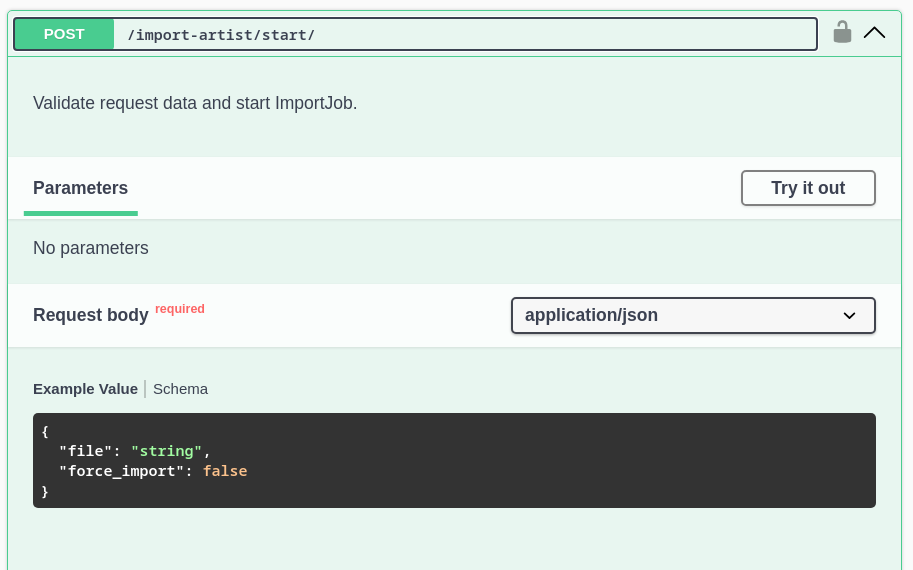 POST /import-artist/start/
Validate request data and start ImportJob.
Parameters
Try it out
No parameters
Request body required
application/json
Example Value
Schema
{
  "file": "string",
  "force_import": false
}